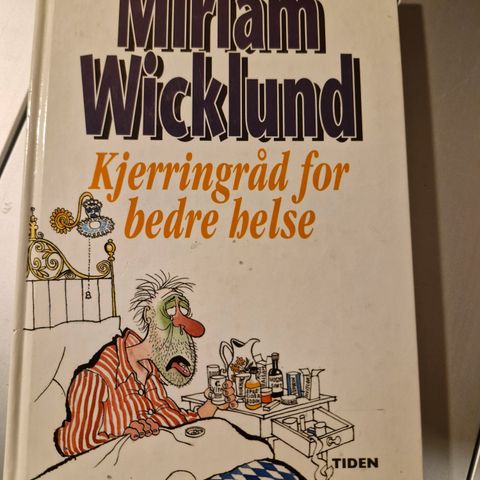 Miriam
Wicklund
Kjerringråd for
bedre helse
TIDEN